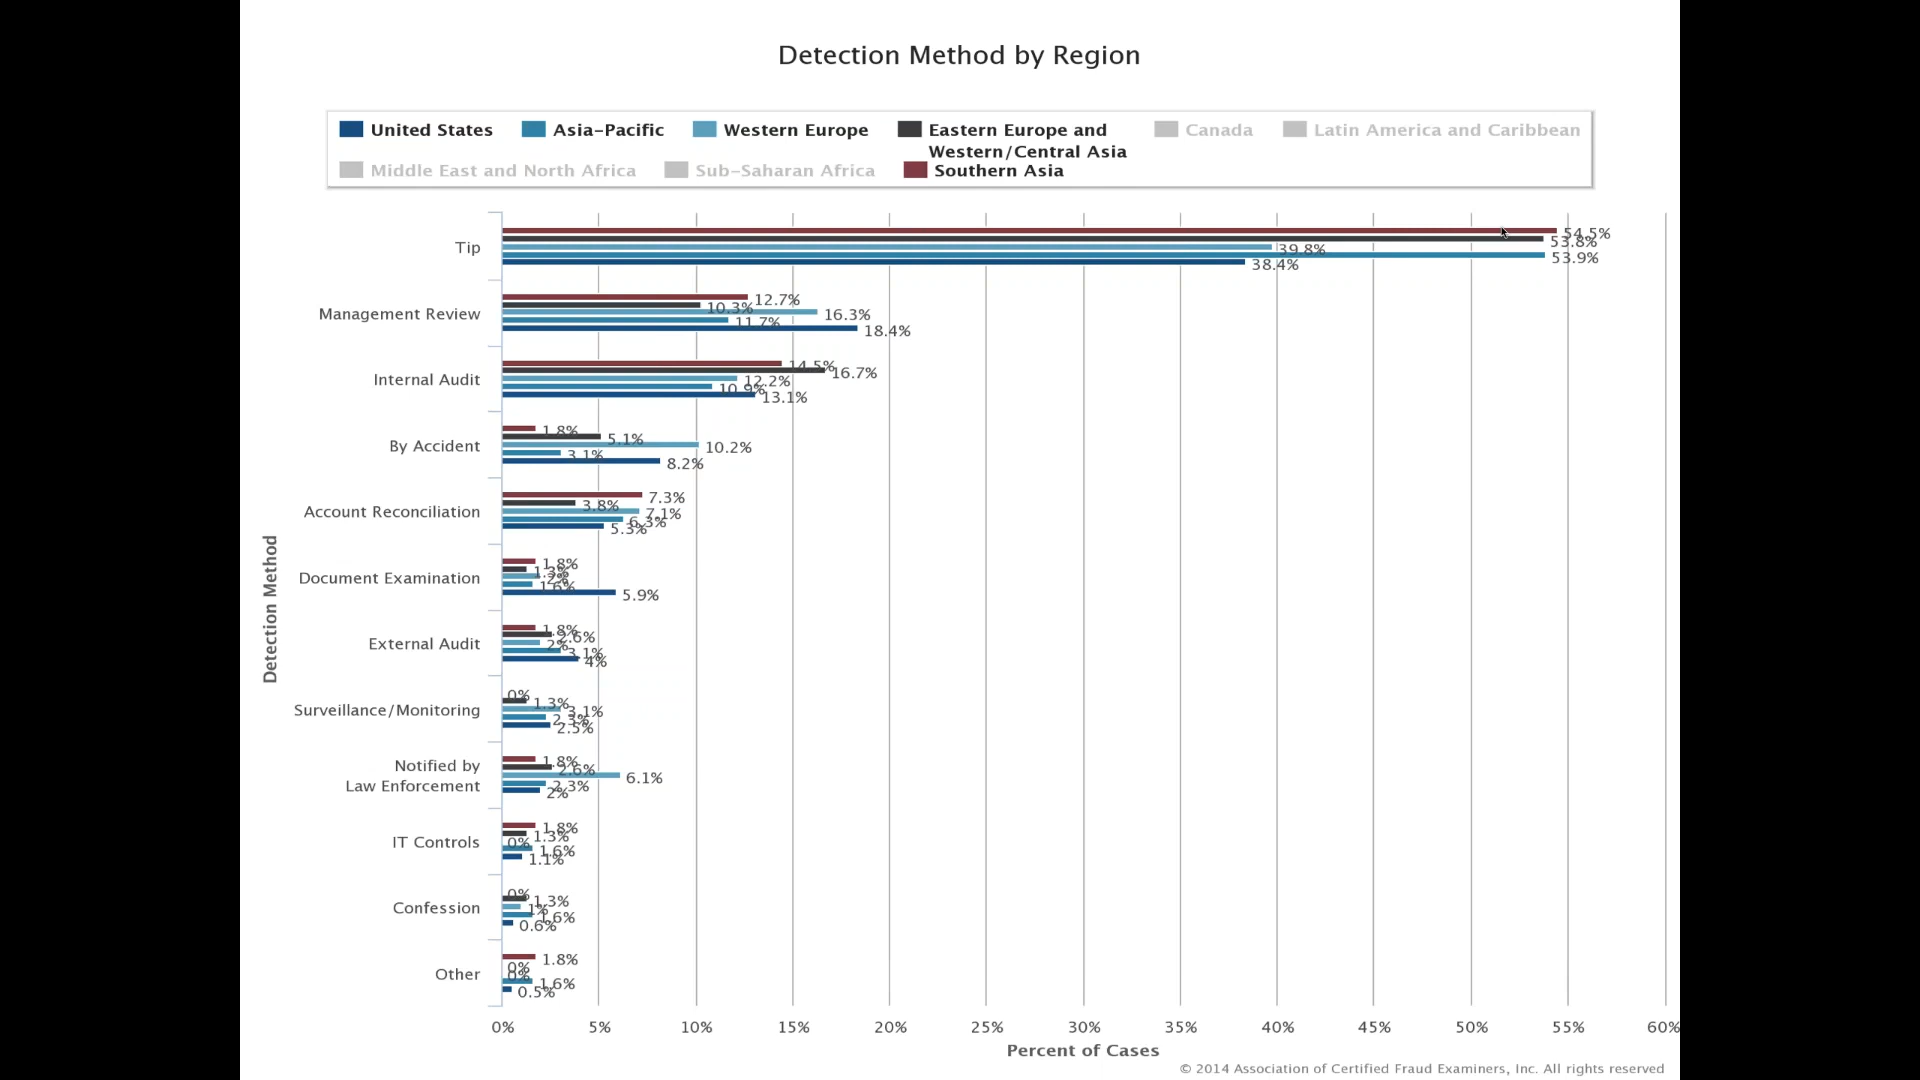 Detection Method by Region
United States Asia-Pacific Western Europe Eastern Europe and Canada Latin America and Caribbean
Western/Central Asia
Middle East and North Africa Sub-Saharan Africa Southern Asia
Detection Method
Tip
54.5%
53.8%
39.8%
53.9%
38.4%
Management Review
12.7%
10.3%
16.3%
11.7%
18.4%
Internal Audit
14.5%
16.7%
12.2%
10.9%
13.1%
By Accident
1.8%
5.1%
10.2%
3.1%
8.2%
Account Reconciliation
7.3%
3.8%
7.1%
6.3%
5.3%
Document Examination
1.8%
1.3%
2%
1.6%
5.9%
External Audit
1.8%
2.6%
2%
3.1%
4%
Surveillance/Monitoring
0%
1.3%
3.1%
2.3%
2.5%
Notified by
Law Enforcement
1.8%
2.6%
6.1%
2.3%
2%
IT Controls
1.8%
1.3%
0%
1.6%
1.1%
Confession
0%
1.3%
1%
1.6%
0.6%
Other
1.8%
0%
0%
1.6%
0.5%
0% 5% 10% 15% 20% 25% 30% 35% 40% 45% 50% 55% 60%
Percent of Cases
© 2014 Association of Certified Fraud Examiners, Inc. All rights reserved